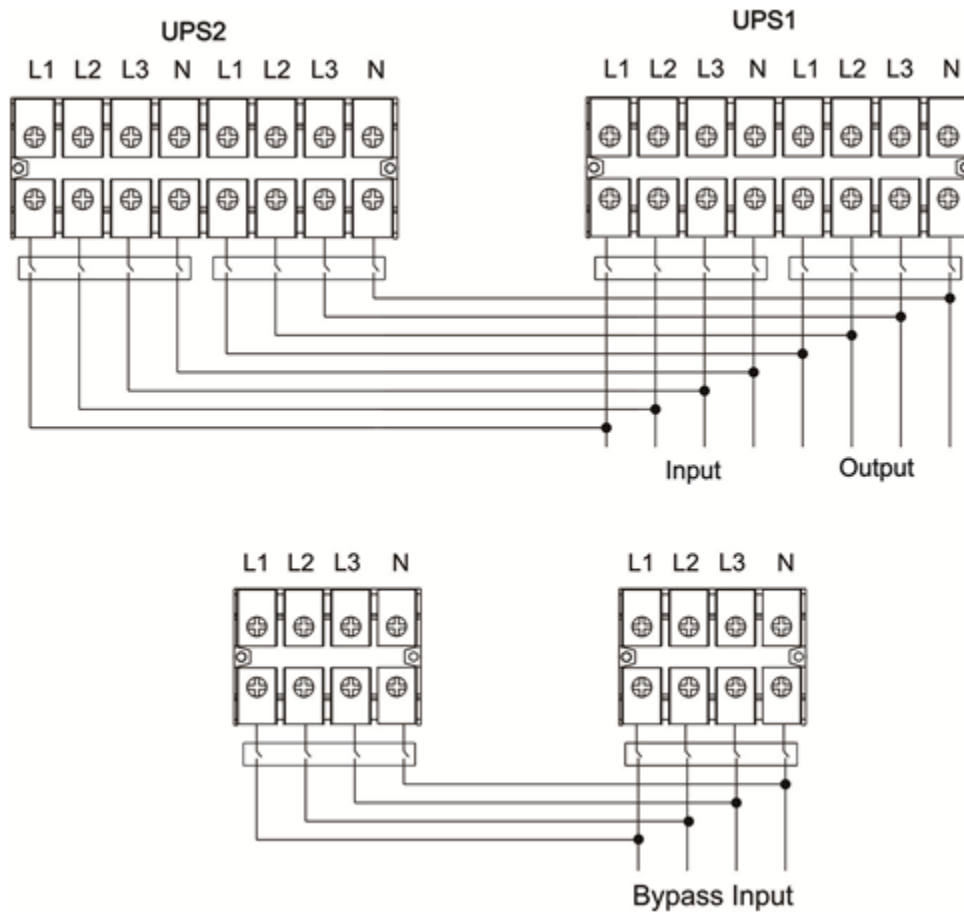 UPS2 UPS1
L1 L2 L3 N L1 L2 L3 N L1 L2 L3 N L1 L2 L3 N
Input Output
L1 L2 L3 N L1 L2 L3 N
Bypass Input